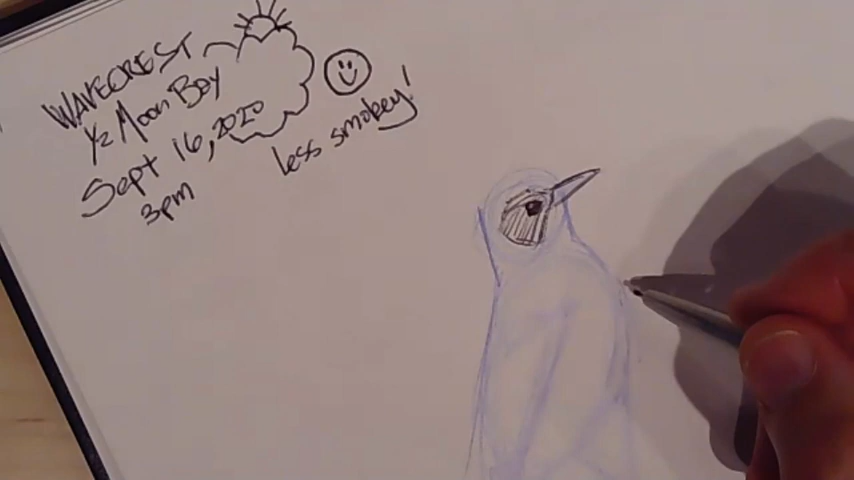 WAVECREST
1/2 Moon Bay
Sept 16, 2020
3pm
less smokey!